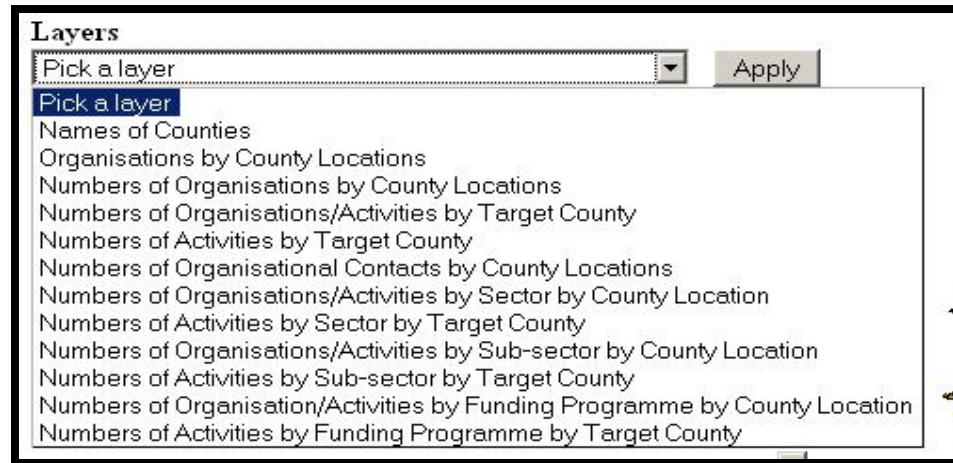 Layers
Pick a layer Apply
Pick a layer
Names of Counties
Organisations by County Locations
Numbers of Organisations by County Locations
Numbers of Organisations/Activities by Target County
Numbers of Activities by Target County
Numbers of Organisational Contacts by County Locations
Numbers of Organisations/Activities by Sector by County Location
Numbers of Activities by Sector by Target County
Numbers of Organisations/Activities by Sub-sector by County Location
Numbers of Activities by Sub-sector by Target County
Numbers of Organisation/Activities by Funding Programme by County Location
Numbers of Activities by Funding Programme by Target County